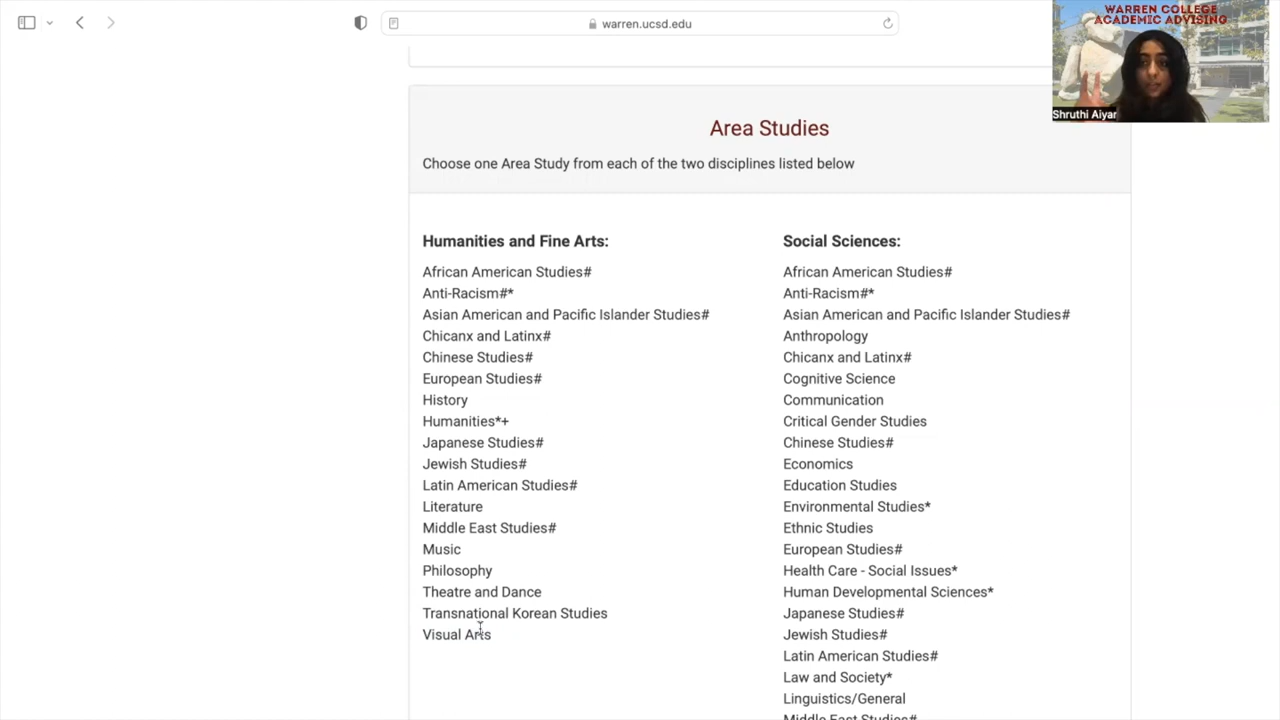 warren.ucsd.edu
WARREN COLLEGE
ACADEMIC ADVISING
Shruthi Aiyar
Area Studies
Choose one Area Study from each of the two disciplines listed below
Humanities and Fine Arts:
African American Studies#
Anti-Racism#*
Asian American and Pacific Islander Studies#
Chicanx and Latinx#
Chinese Studies#
European Studies#
History
Humanities*+
Japanese Studies#
Jewish Studies#
Latin American Studies#
Literature
Middle East Studies#
Music
Philosophy
Theatre and Dance
Transnational Korean Studies
Visual Arts
Social Sciences:
African American Studies#
Anti-Racism#*
Asian American and Pacific Islander Studies#
Anthropology
Chicanx and Latinx#
Cognitive Science
Communication
Critical Gender Studies
Chinese Studies#
Economics
Education Studies
Environmental Studies*
Ethnic Studies
European Studies#
Health Care - Social Issues*
Human Developmental Sciences*
Japanese Studies#
Jewish Studies#
Latin American Studies#
Law and Society*
Linguistics/General
Middle East Studies#